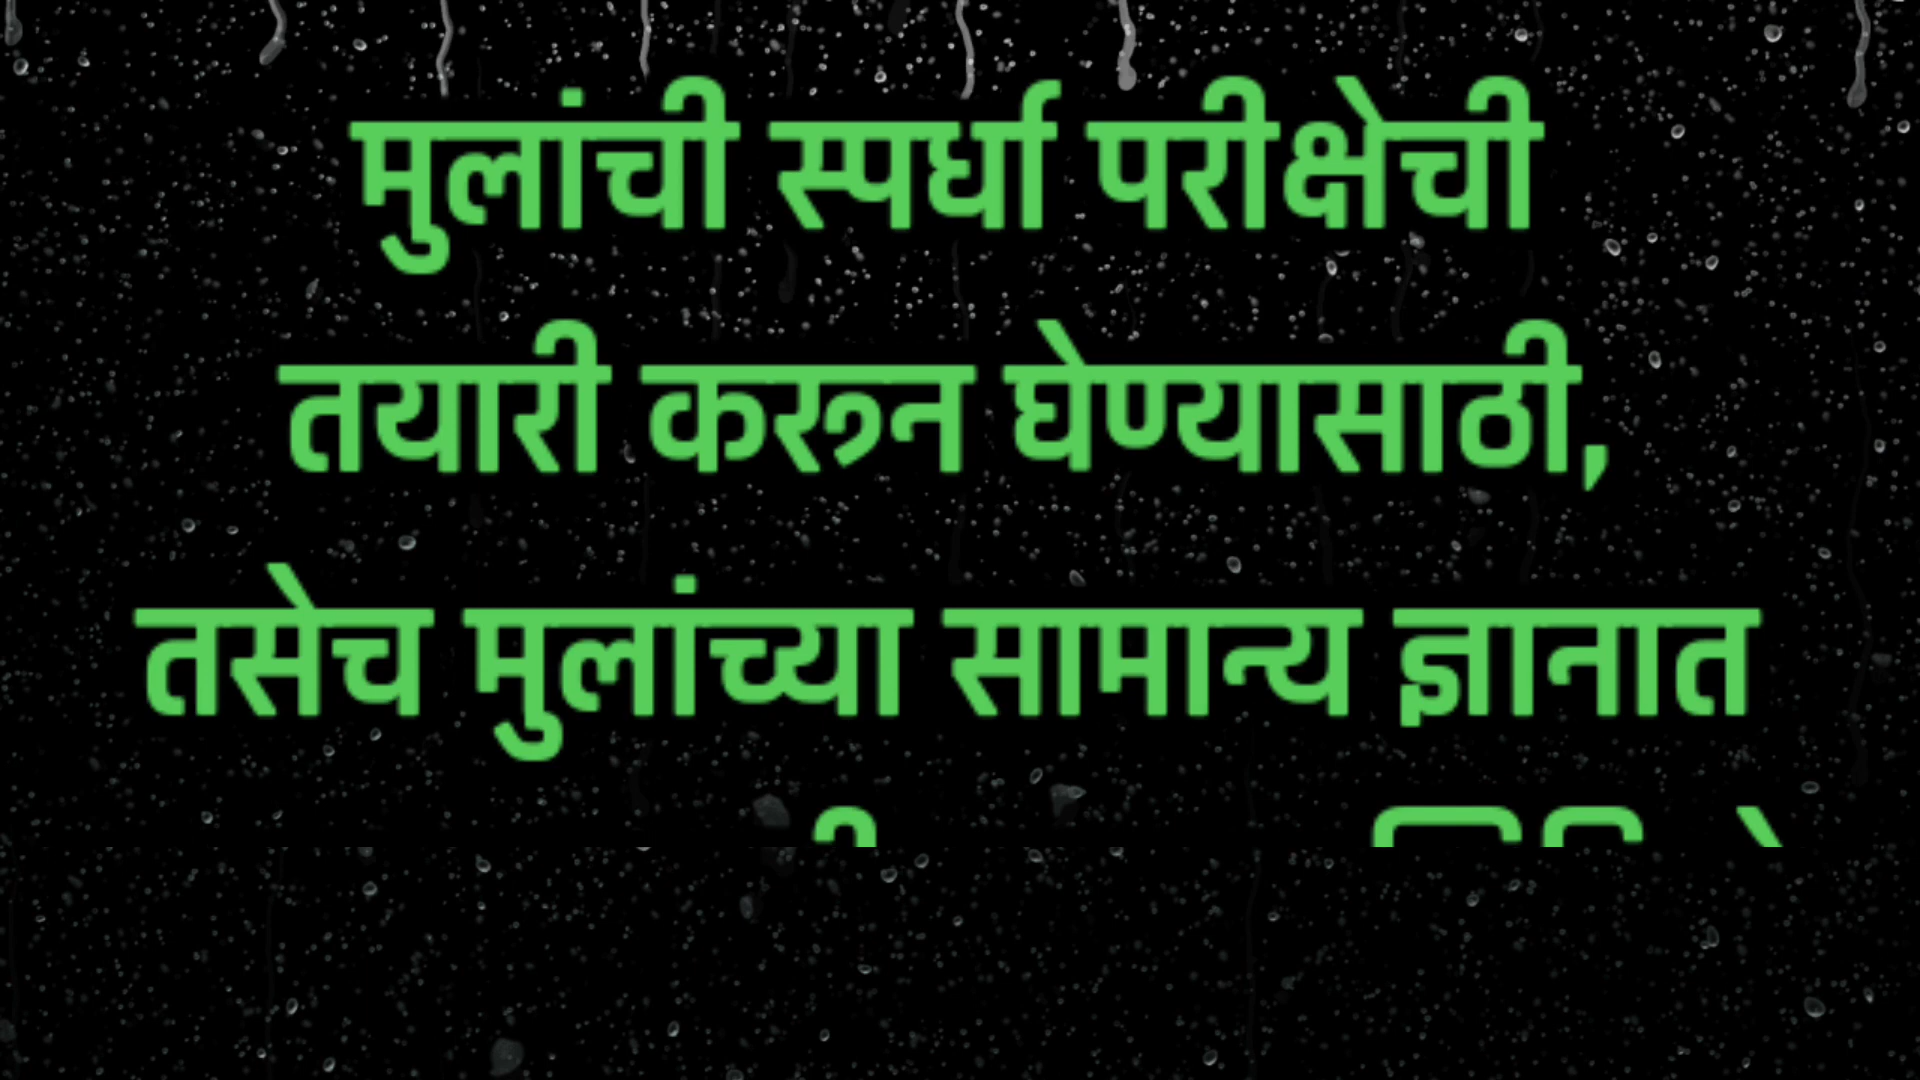 मुलांची स्पर्धा परीक्षेची
तयारी करून घेण्यासाठी,
तसेच मुलांच्या सामान्य ज्ञानात